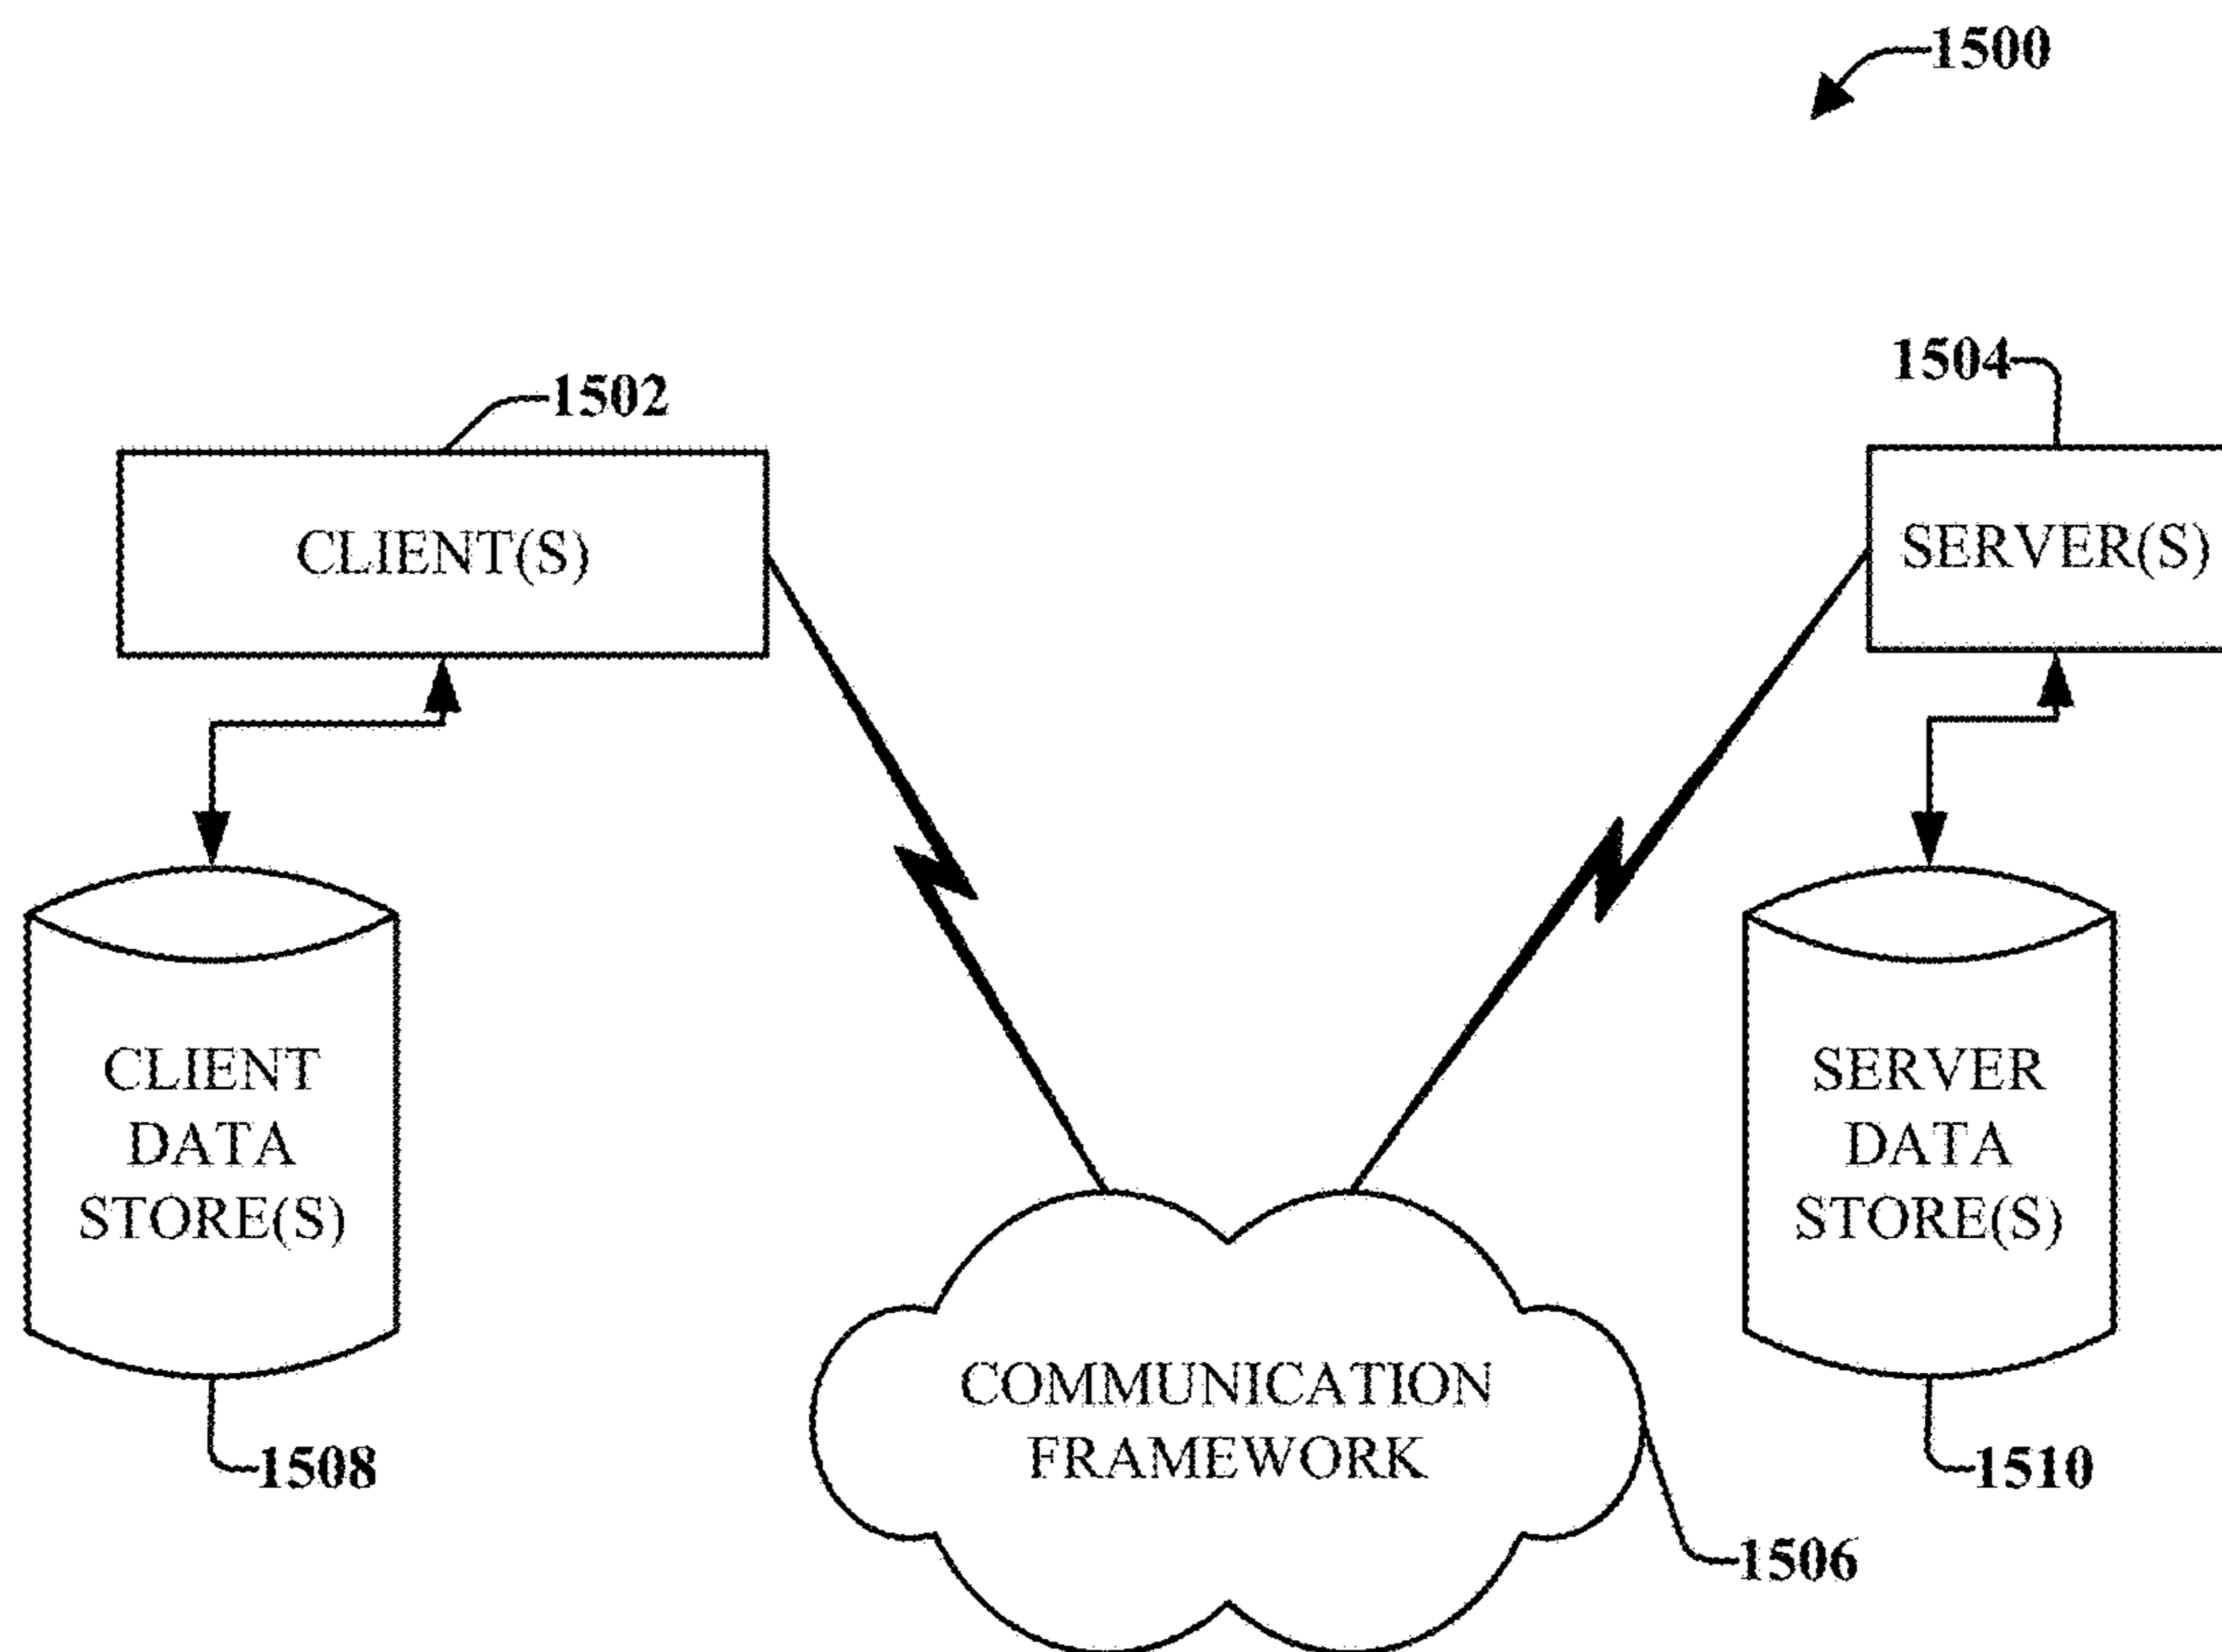 1500
1502
1504
CLIENT(S)
SERVER(S)
CLIENT
DATA
STORE(S)
SERVER
DATA
STORE(S)
COMMUNICATION
FRAMEWORK
1508
1510
1506